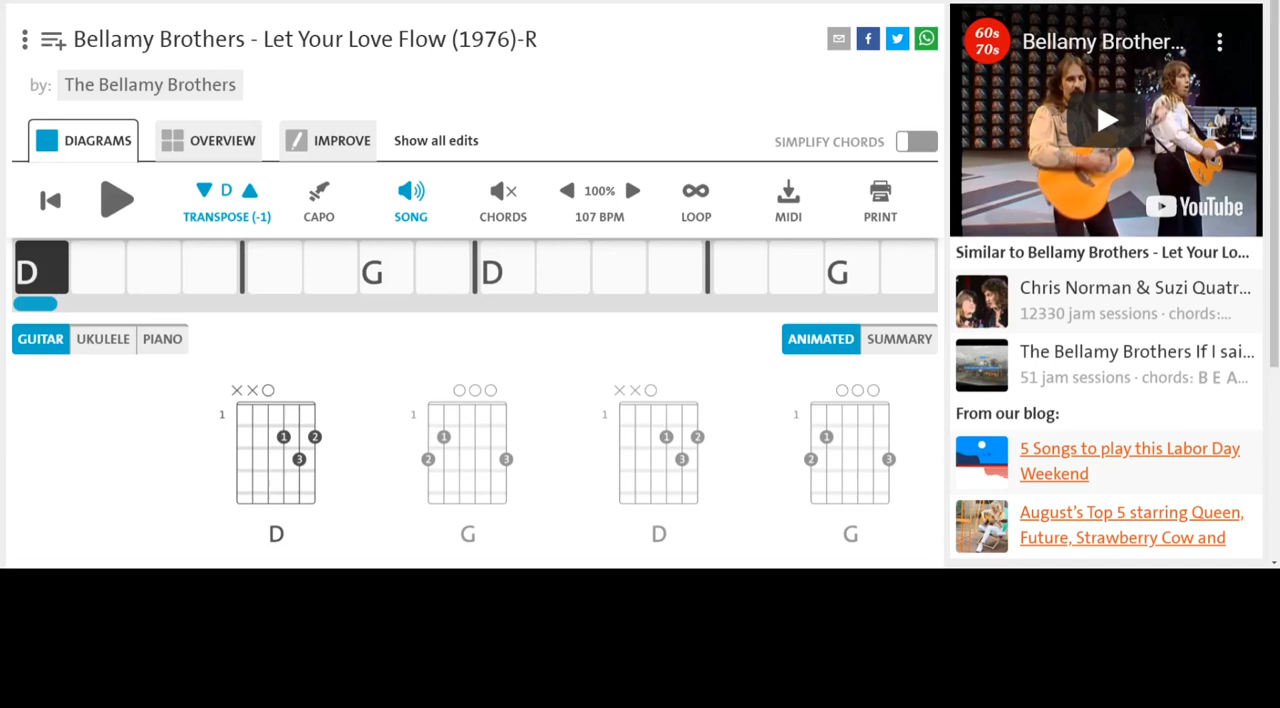 Bellamy Brothers - Let Your Love Flow (1976)-R
by: The Bellamy Brothers
DIAGRAMS OVERVIEW IMPROVE Show all edits SIMPLIFY CHORDS
D 100%
TRANSPOSE (-1) CAPO SONG CHORDS 107 BPM LOOP MIDI PRINT
D G D G
GUITAR UKULELE PIANO ANIMATED SUMMARY
1 1 1 1
1 2 1 1 2 1
3 2 3 3 2 3
D G D G
60s
70s
Bellamy Brother...
YouTube
Similar to Bellamy Brothers - Let Your Lo...
Chris Norman & Suzi Quatr...
12330 jam sessions · chords:...
The Bellamy Brothers If I sai...
51 jam sessions · chords: B E A...
From our blog:
5 Songs to play this Labor Day
Weekend
August's Top 5 starring Queen,
Future, Strawberry Cow and